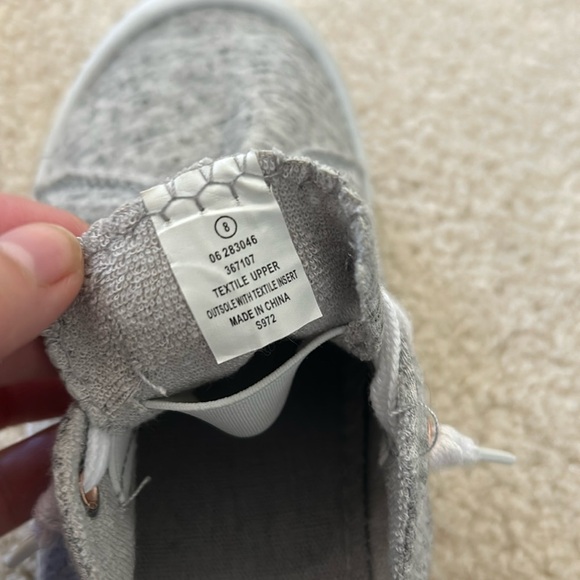 8
06 283046
367107
TEXTILE UPPER
OUTSOLE WITH TEXTILE INSERT
MADE IN CHINA
S972